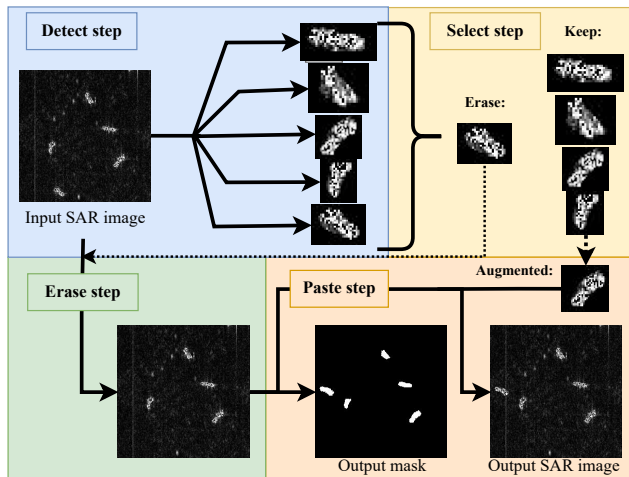 Detect step
Select step
Keep:
Erase:
Input SAR image
Erase step
Paste step
Augmented:
Output mask
Output SAR image